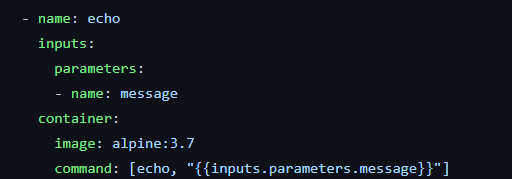 - name: echo
inputs:
parameters:
- name: message
container:
image: alpine:3.7
command: [echo, "{{inputs.parameters.message}}"]